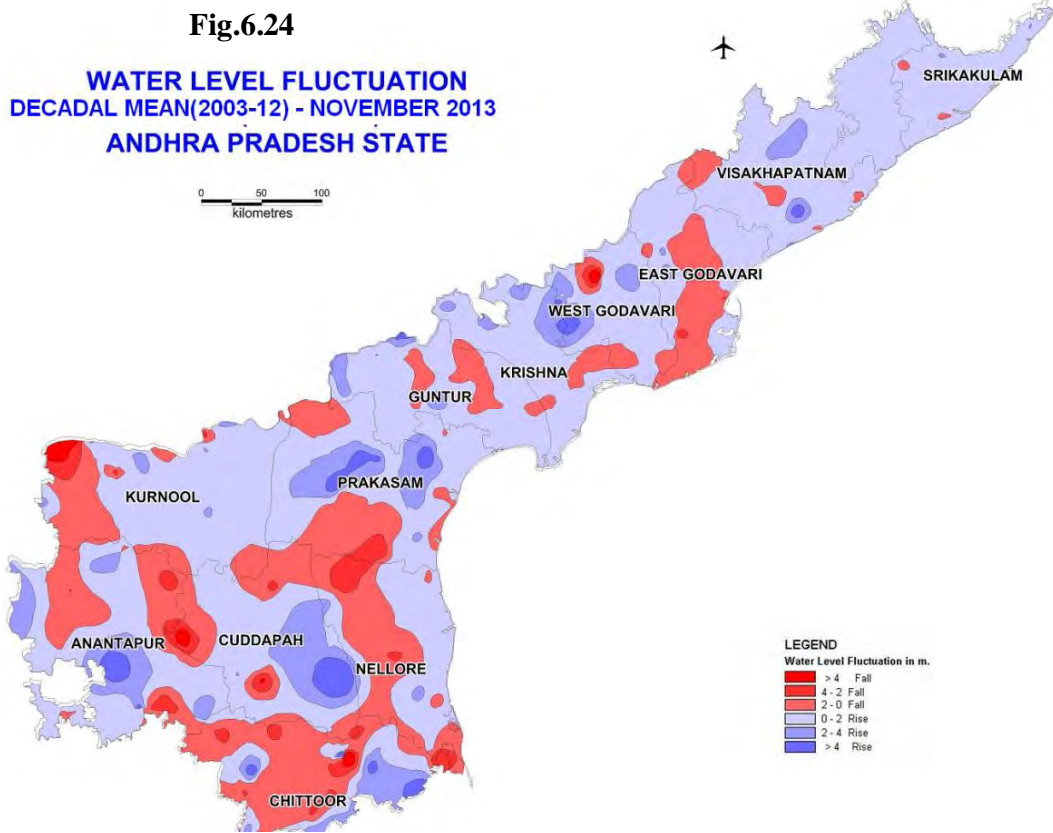 Fig.6.24
WATER LEVEL FLUCTUATION
DECADAL MEAN(2003-12) - NOVEMBER 2013
ANDHRA PRADESH STATE
0 50 100
kilometres
SRIKAKULAM
VISAKHAPATNAM
EAST GODAVARI
WEST GODAVARI
KRISHNA
GUNTUR
PRAKASAM
KURNOOL
ANANTAPUR
CUDDAPAH
NELLORE
CHITTOOR
LEGEND
Water Level Fluctuation in m.
> 4 Fall
4 - 2 Fall
2 - 0 Fall
0 - 2 Rise
2 - 4 Rise
> 4 Rise